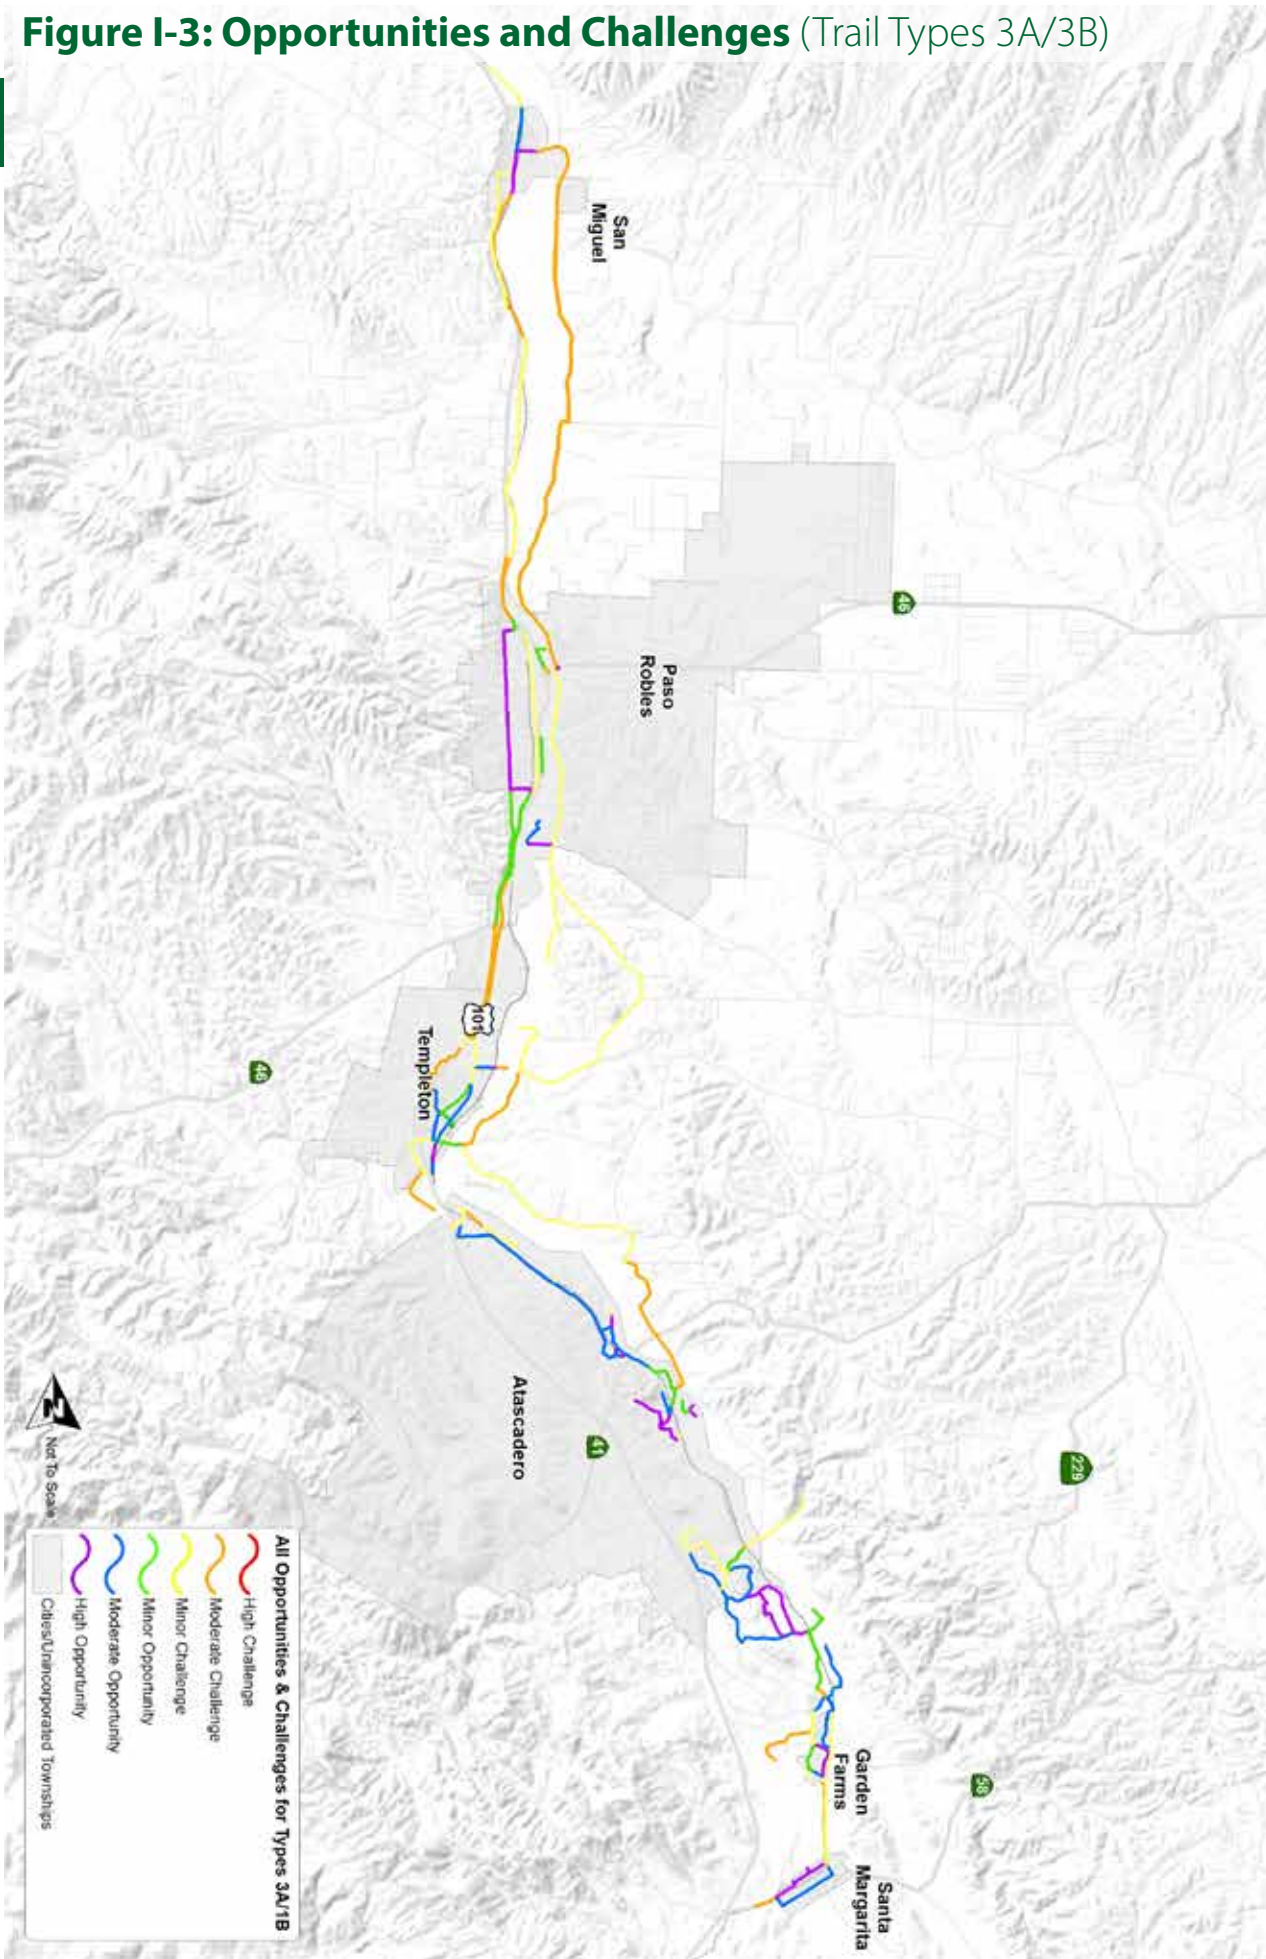 Figure I-3: Opportunities and Challenges (Trail Types 3A/3B)
San
Miguel
46
Paso
Robles
101
Templeton
46
Atascadero
41
229
Garden
Farms
58
Santa
Margarita
N
Not To Scale
All Opportunities & Challenges for Types 3A/1B
High Challenge
Moderate Challenge
Minor Challenge
Minor Opportunity
Moderate Opportunity
High Opportunity
Cities/Unincorporated Townships